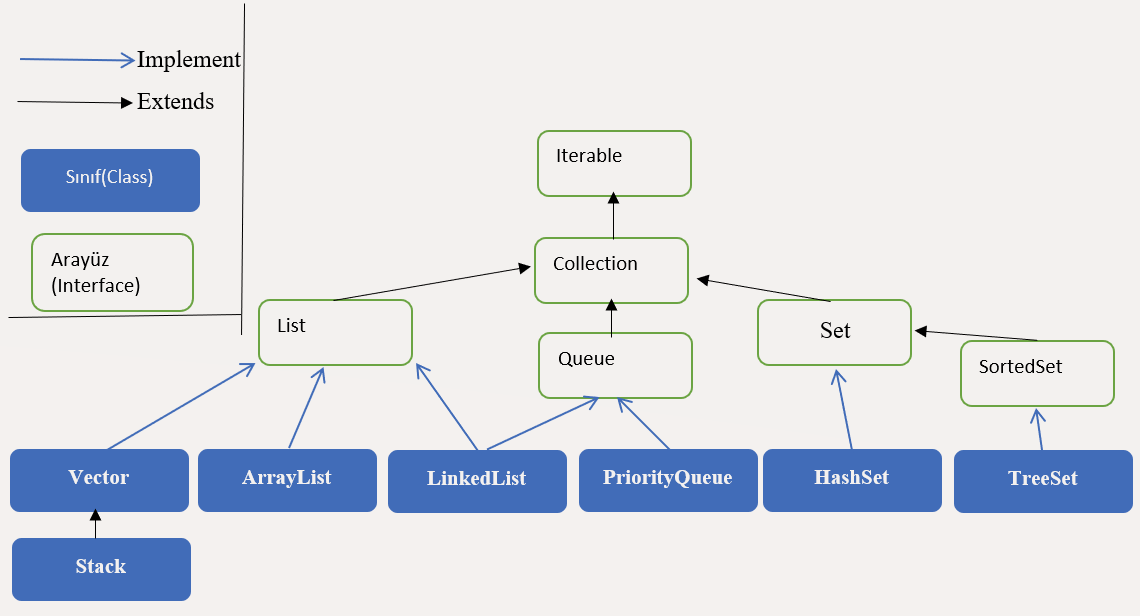 Implement
Extends
Sınıf(Class)
Arayüz
(Interface)
Iterable
Collection
List
Queue
Set
SortedSet
Vector
ArrayList
LinkedList
PriorityQueue
HashSet
TreeSet
Stack